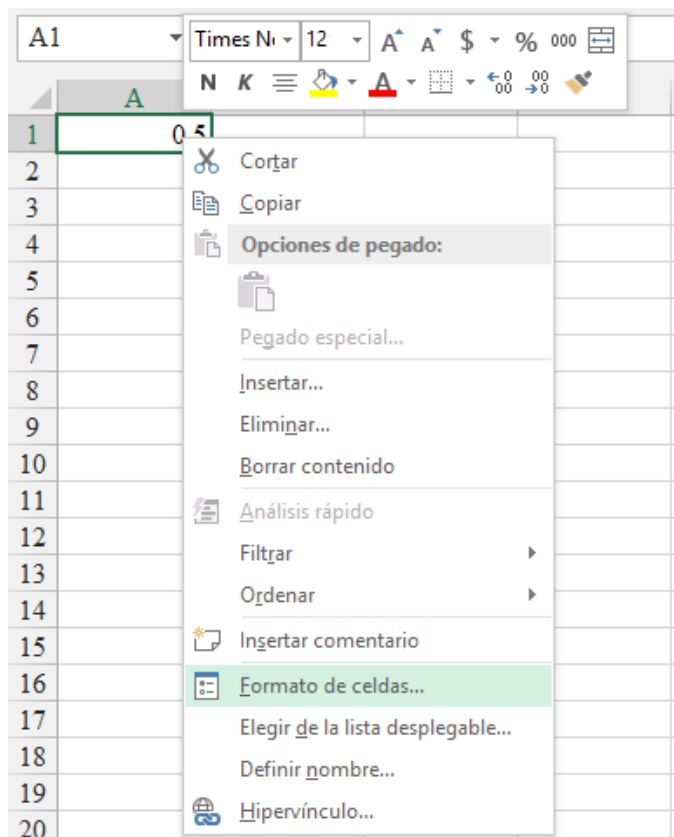 A1
Times N
12
A A $ % 000
N K A
A
1 0.5
2
3
4
5
6
7
8
9
10
11
12
13
14
15
16
17
18
19
20
Cortar
Copiar
Opciones de pegado:
Pegado especial...
Insertar...
Eliminar...
Borrar contenido
Análisis rápido
Filtrar
Ordenar
Insertar comentario
Formato de celdas...
Elegir de la lista desplegable...
Definir nombre...
Hipervínculo...